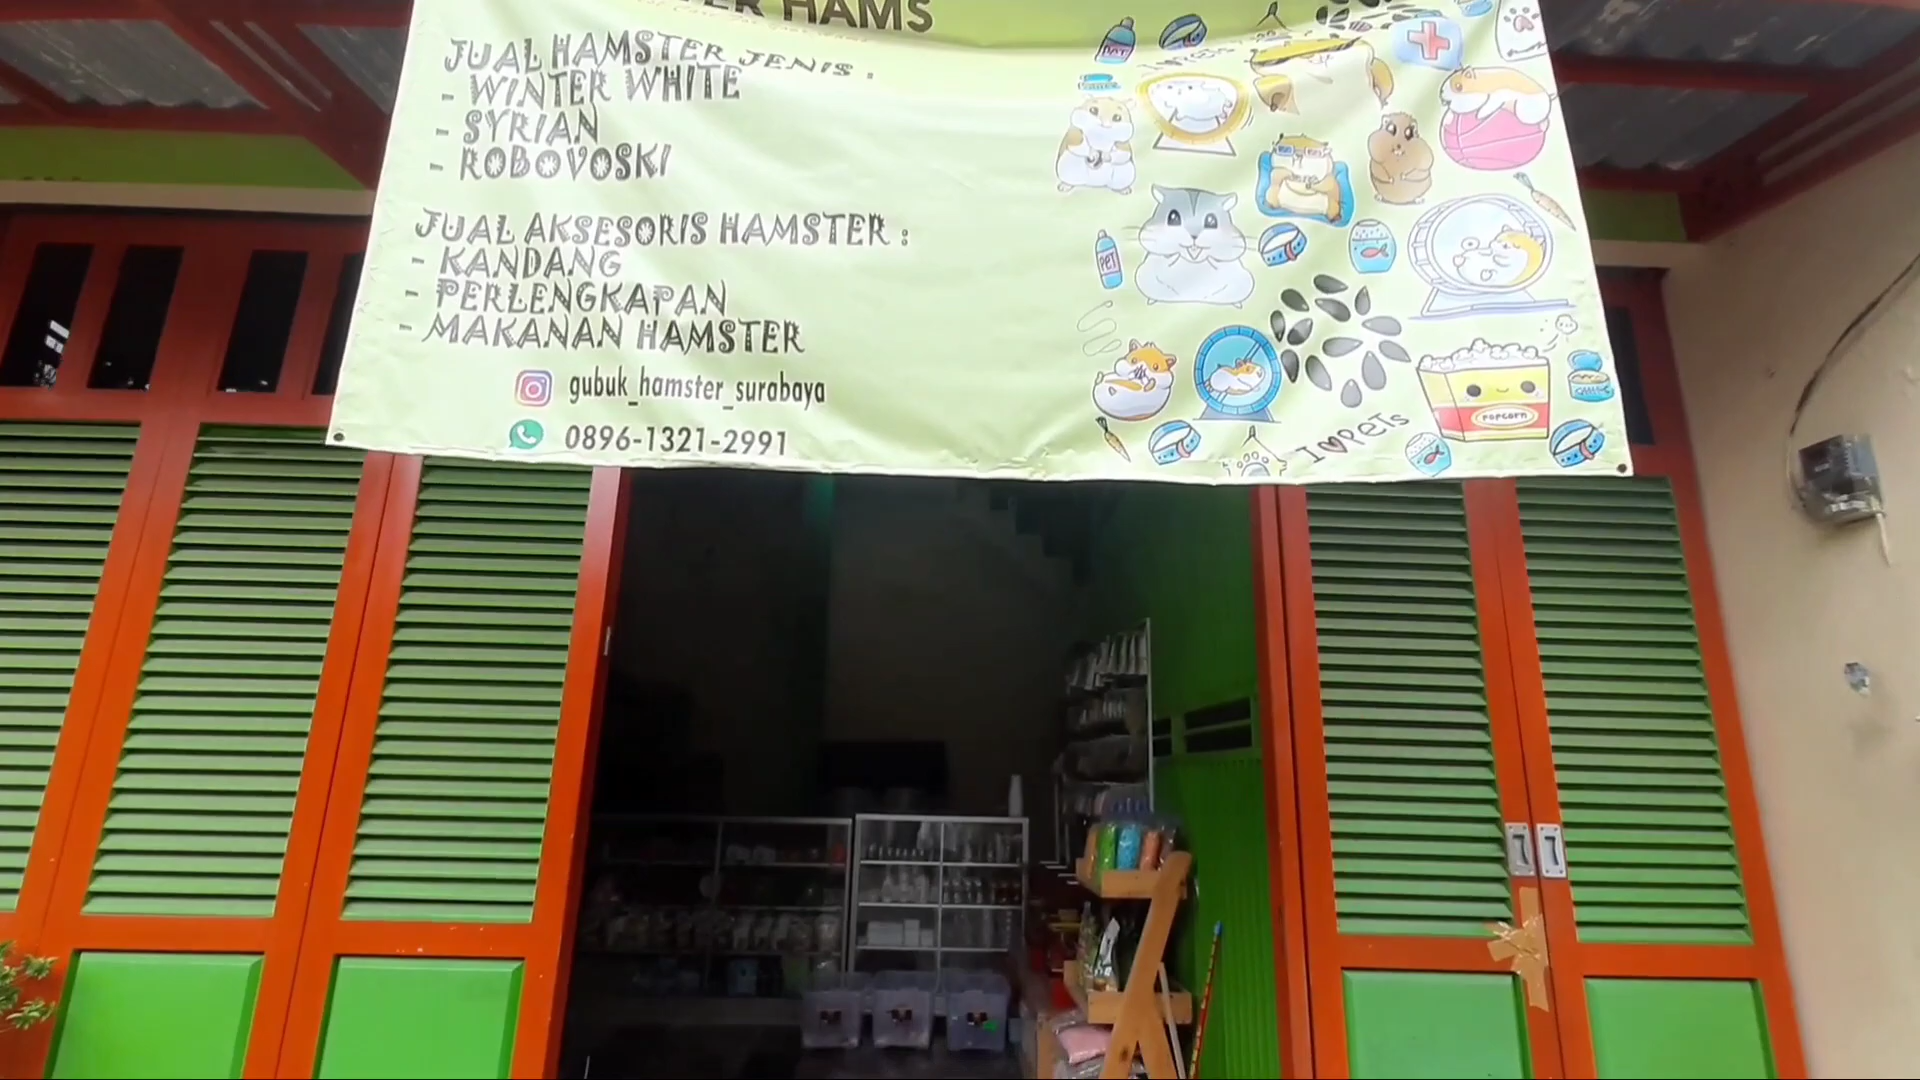 HAMS
JUAL HAMSTER JENIS :
- WINTER WHITE
- SYRIAN
- ROBOVOSKI
JUAL AKSESORIS HAMSTER :
- KANDANG
- PERLENGKAPAN
- MAKANAN HAMSTER
gubuk_hamster_surabaya
0896-1321-2991
PET
PET
POPCORN
I ♥ PETS